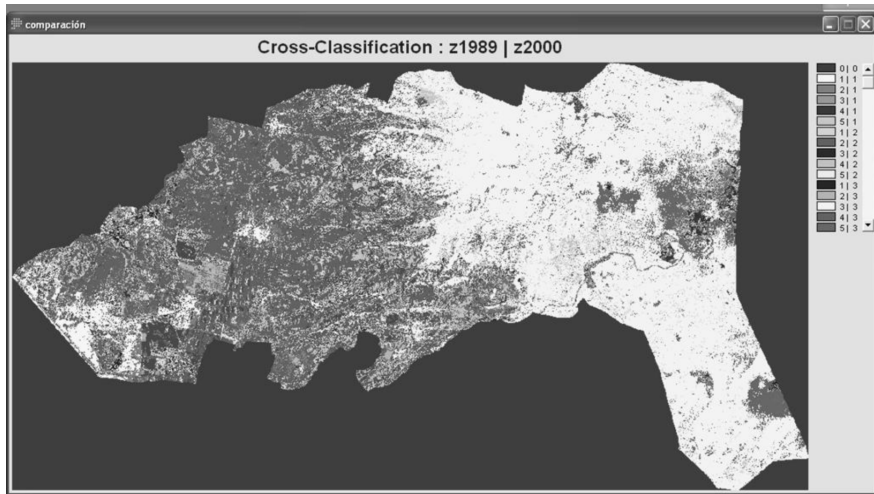 comparación
Cross-Classification : z1989 | z2000
0 | 0
1 | 1
2 | 1
3 | 1
4 | 1
5 | 1
1 | 2
2 | 2
3 | 2
4 | 2
5 | 2
1 | 3
2 | 3
3 | 3
4 | 3
5 | 3